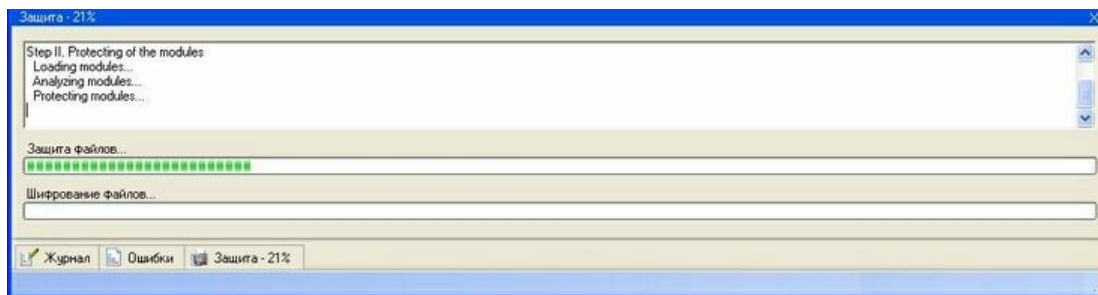 Защита - 21%
Step II. Protecting of the modules
Loading modules...
Analyzing modules...
Protecting modules...
Защита файлов...
Шифрование файлов...
Журнал Ошибки Защита - 21%